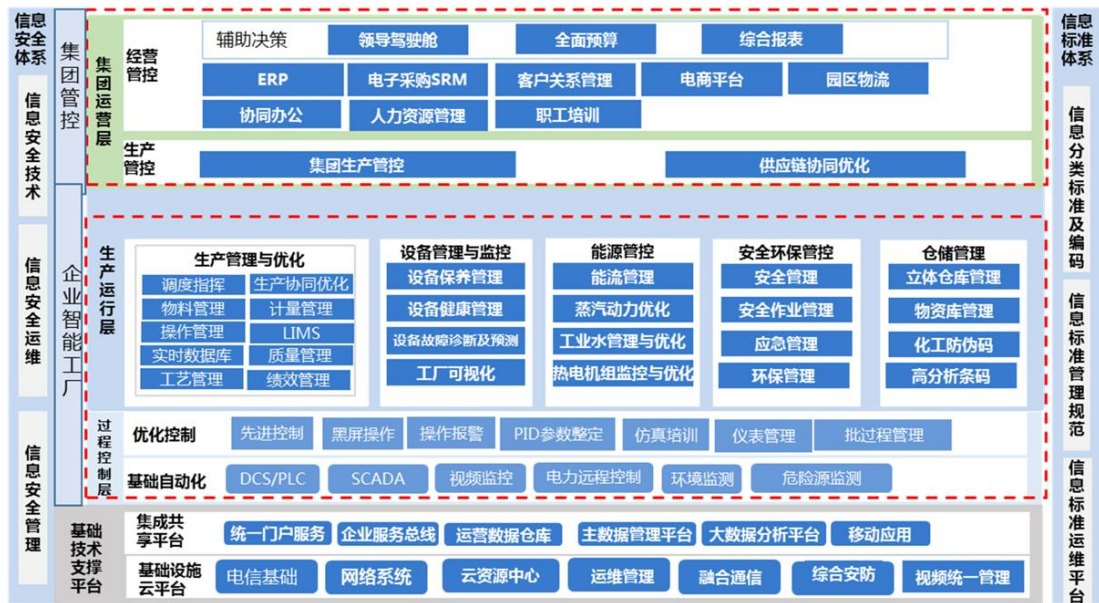 信息安全体系
信息安全技术
信息安全运维
信息安全管理
集团管控
企业智能工厂
集团运营层
经营管控
辅助决策 领导驾驶舱 全面预算 综合报表
ERP 电子采购SRM 客户关系管理 电商平台 园区物流
协同办公 人力资源管理 职工培训
生产管控
集团生产管控 供应链协同优化
生产运行层
生产管理与优化
调度指挥 生产协同优化
物料管理 计量管理
操作管理 LIMS
实时数据库 质量管理
工艺管理 绩效管理
设备管理与监控
设备保养管理
设备健康管理
设备故障诊断及预测
工厂可视化
能源管控
能流管理
蒸汽动力优化
工业水管理与优化
热电机组监控与优化
安全环保管控
安全管理
安全作业管理
应急管理
环保管理
仓储管理
立体仓库管理
物资库管理
化工防伪码
高分析条码
过程控制层
优化控制 先进控制 黑屏操作 操作报警 PID参数整定 仿真培训 仪表管理 批过程管理
基础自动化 DCS/PLC SCADA 视频监控 电力远程控制 环境监测 危险源监测
基础技术支撑平台
集成共享平台 统一门户服务 企业服务总线 运营数据仓库 主数据管理平台 大数据分析平台 移动应用
基础设施云平台 电信基础 网络系统 云资源中心 运维管理 融合通信 综合安防 视频统一管理
信息标准体系
信息分类标准及编码
信息标准管理规范
信息标准运维平台